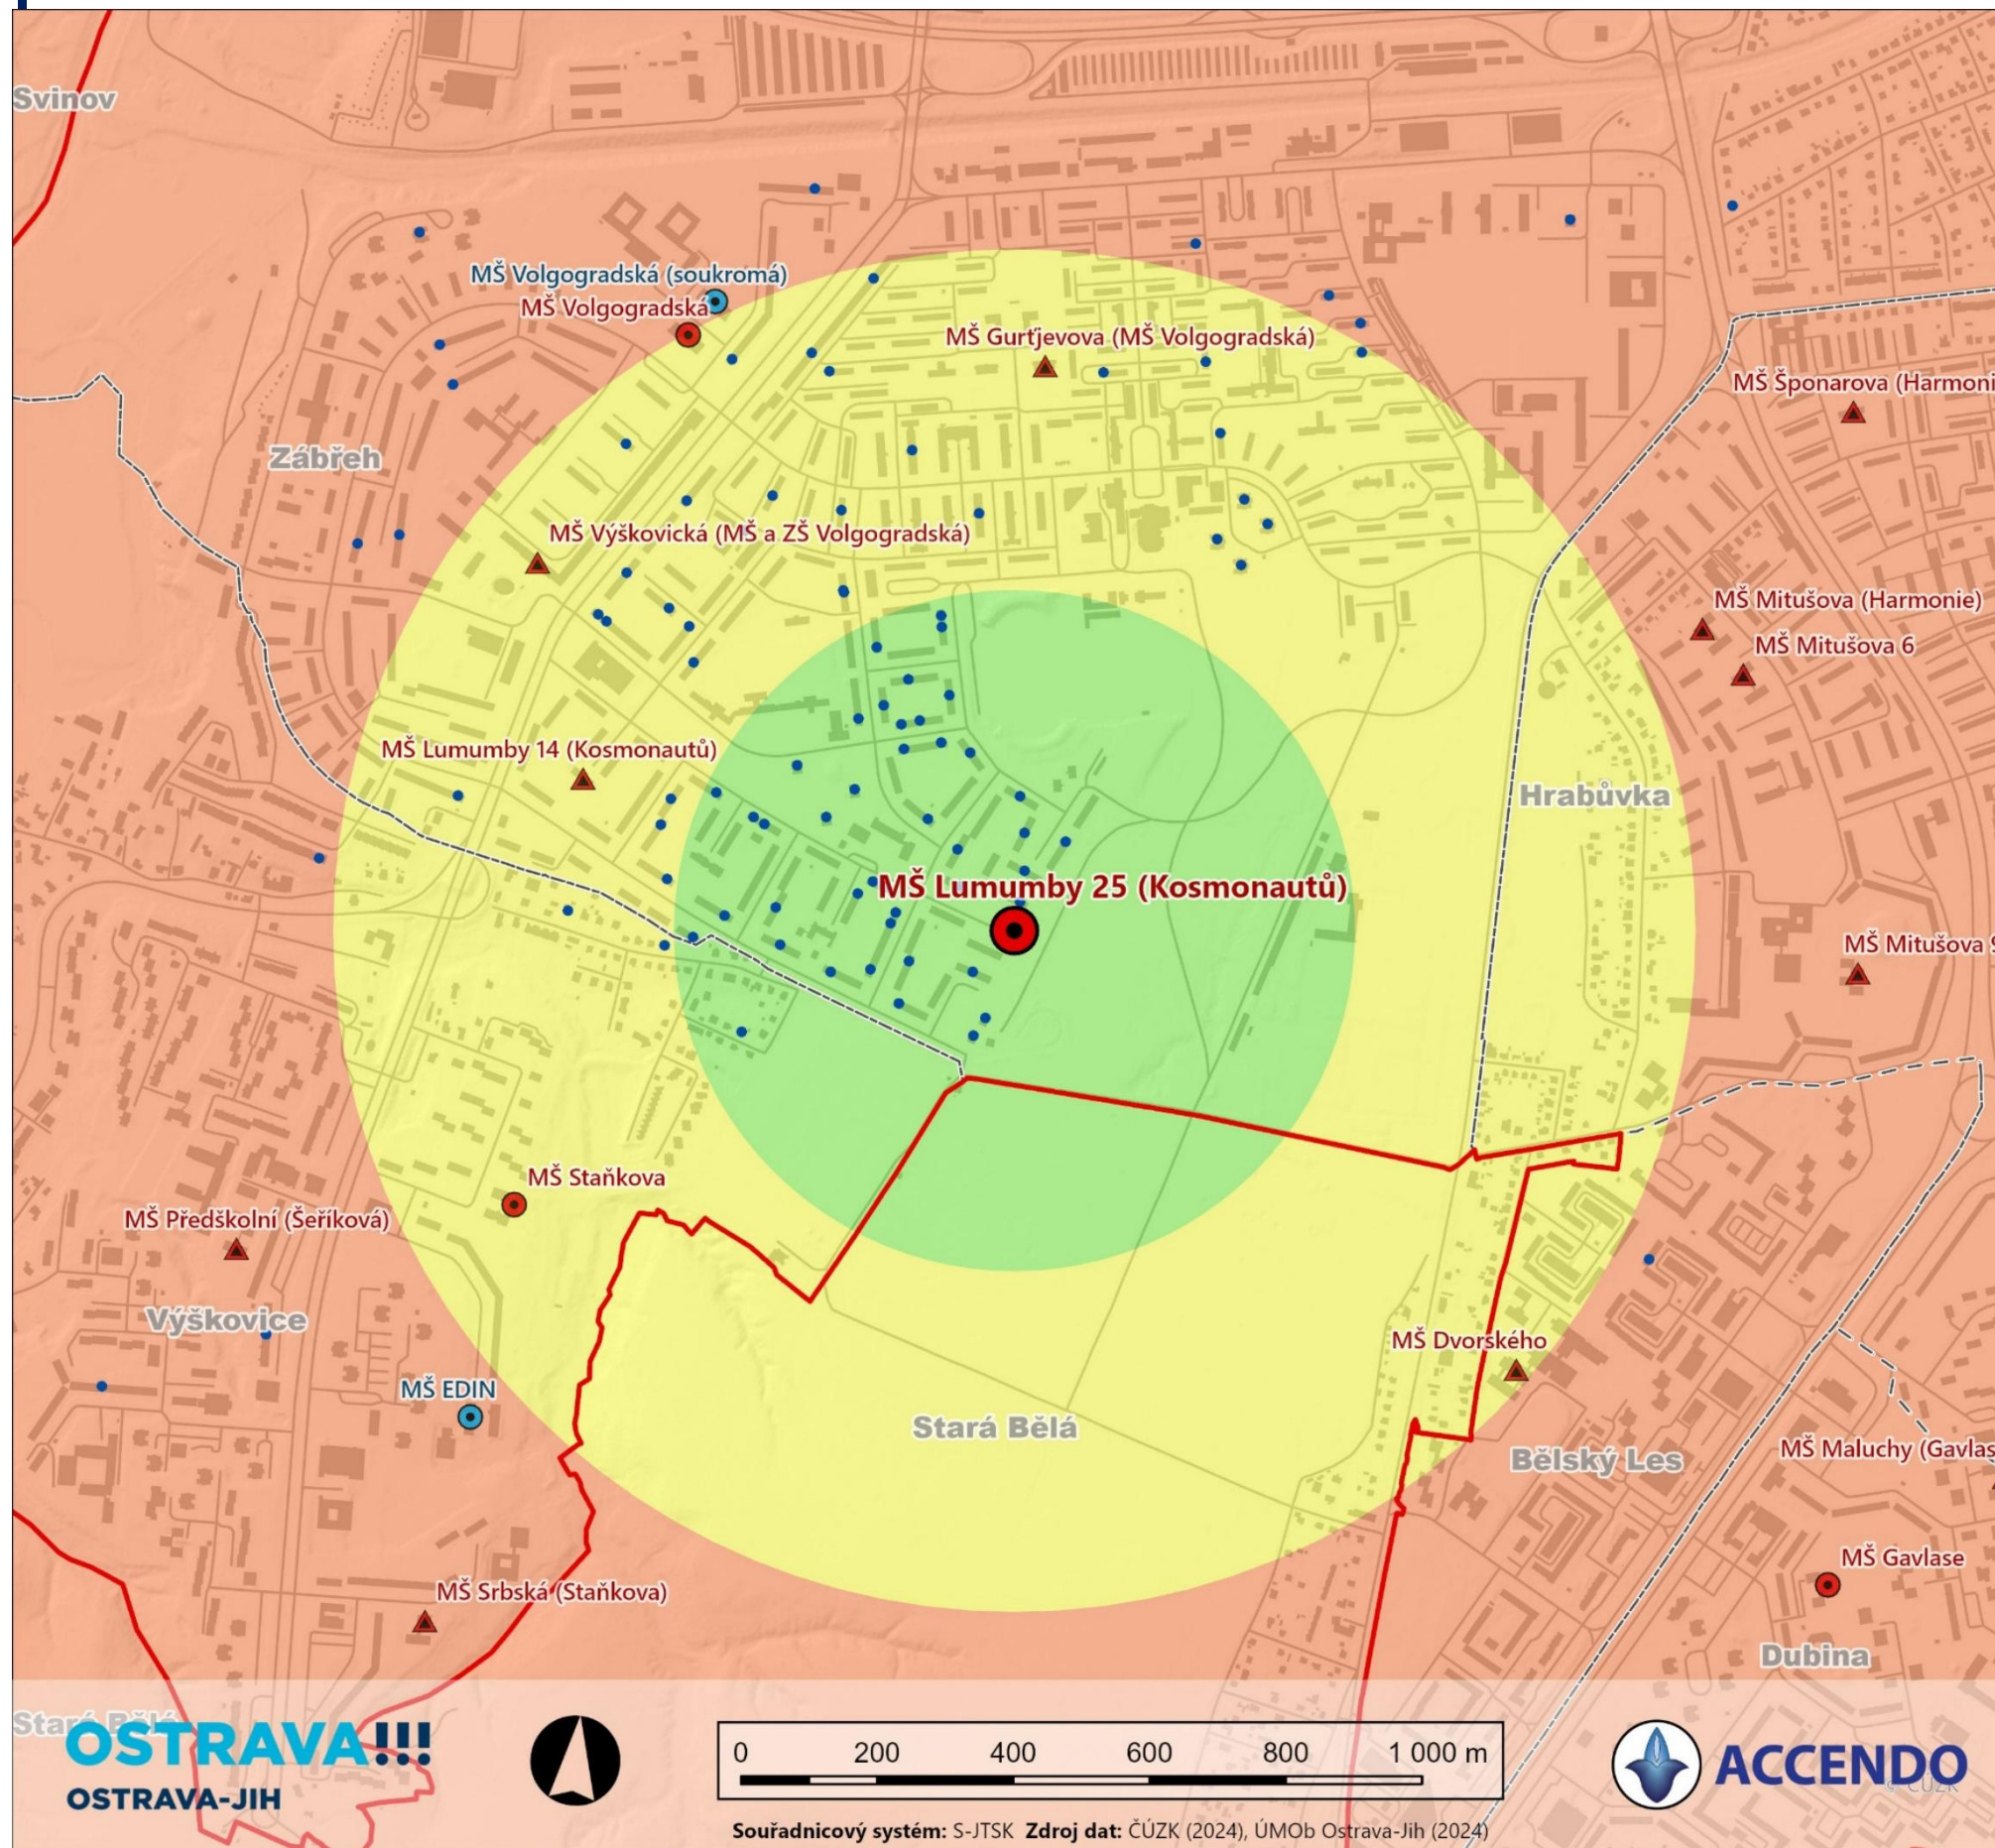 Svinov
MŠ Volgogradská (soukromá)
MŠ Volgogradská
MŠ Gurťjevova (MŠ Volgogradská)
MŠ Šponarova (Harmoni
Zábřeh
MŠ Výškovická (MŠ a ZŠ Volgogradská)
MŠ Mitušova (Harmonie)
MŠ Mitušova 6
MŠ Lumumby 14 (Kosmonautů)
Hrabůvka
MŠ Lumumby 25 (Kosmonautů)
MŠ Mitušova 9
MŠ Staňkova
MŠ Předškolní (Šeříková)
Výškovice
MŠ Dvorského
MŠ EDIN
Stará Bělá
MŠ Maluchy (Gavlas
Bělský Les
MŠ Gavlase
MŠ Srbská (Staňkova)
Dubina
Stará Bělá
OSTRAVA!!!
OSTRAVA-JIH
0 200 400 600 800 1 000 m
ACCENDO
© ČÚZK
Souřadnicový systém: S-JTSK Zdroj dat: ČÚZK (2024), ÚMOb Ostrava-Jih (2024)